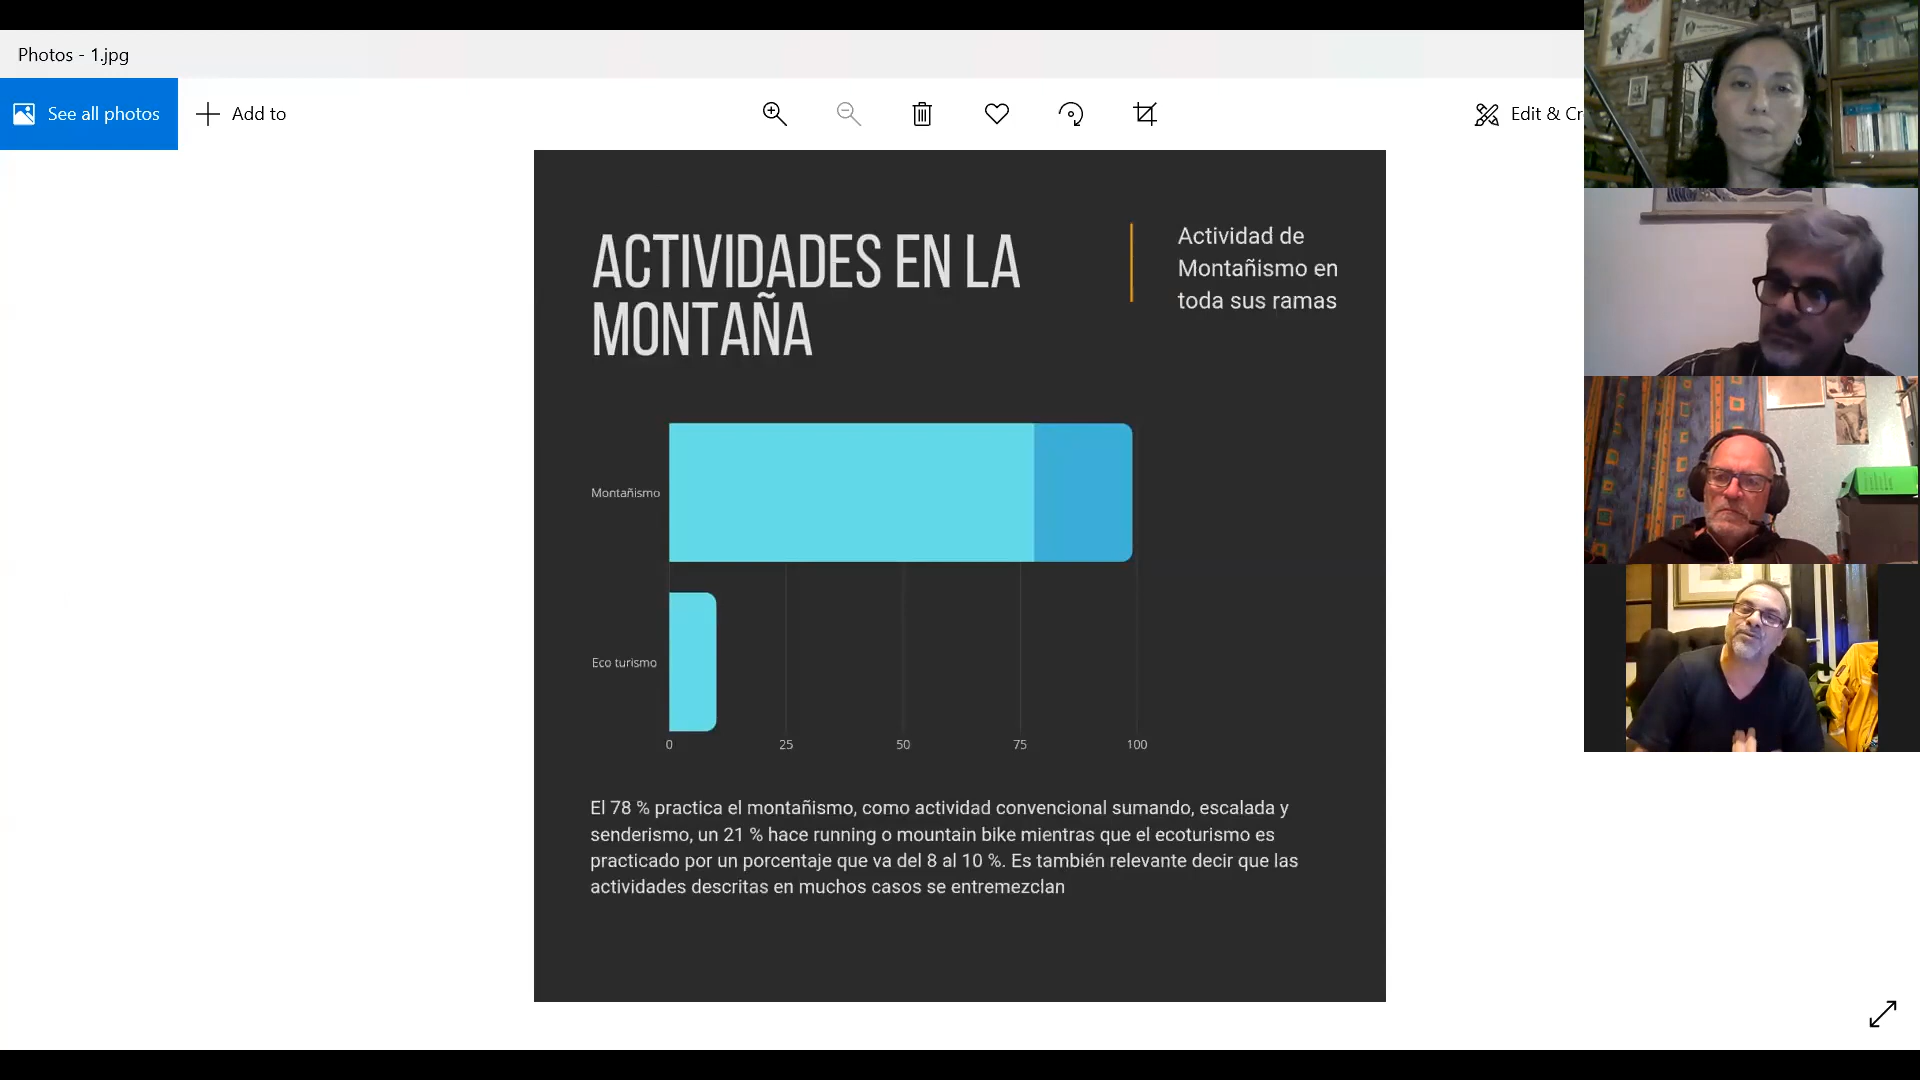 Photos - 1.jpg
See all photos
Add to
Edit & Cr
ACTIVIDADES EN LA
MONTAÑA
Actividad de
Montañismo en
toda sus ramas
Montañismo
Eco turismo
0 25 50 75 100
El 78 % practica el montañismo, como actividad convencional sumando, escalada y
senderismo, un 21 % hace running o mountain bike mientras que el ecoturismo es
practicado por un porcentaje que va del 8 al 10 %. Es también relevante decir que las
actividades descritas en muchos casos se entremezclan